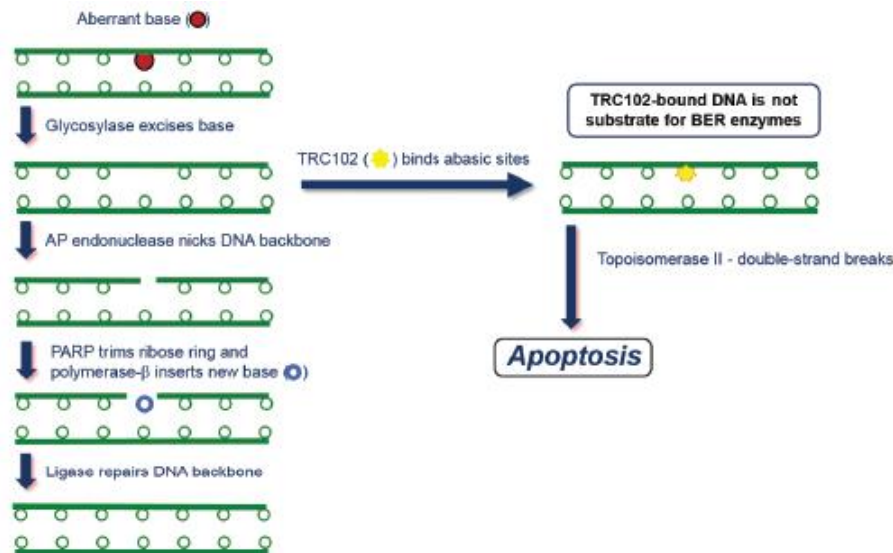 Aberrant base ( )
Glycosylase excises base
TRC102 ( ) binds abasic sites
TRC102-bound DNA is not
substrate for BER enzymes
AP endonuclease nicks DNA backbone
Topoisomerase II - double-strand breaks
Apoptosis
PARP trims ribose ring and
polymerase-β inserts new base ( )
Ligase repairs DNA backbone